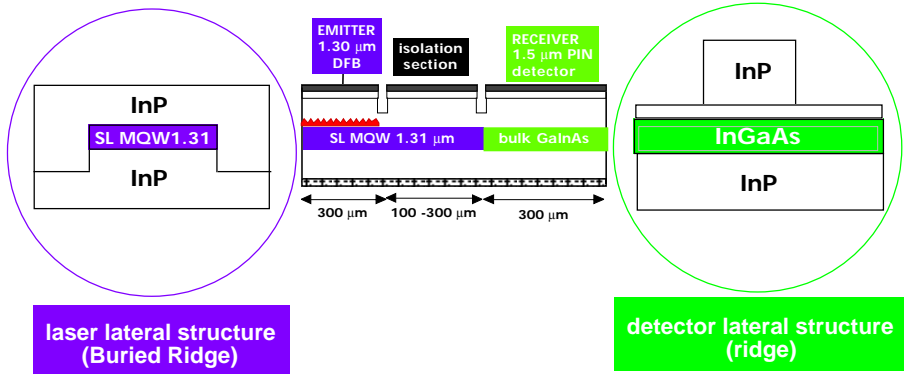 InP
SL MQW1.31
InP
laser lateral structure
(Buried Ridge)
EMITTER
1.30 μm
DFB
isolation
section
RECEIVER
1.5 μm PIN
detector
SL MQW 1.31 μm
bulk GaInAs
300 μm
100 -300 μm
300 μm
InP
InGaAs
InP
detector lateral structure
(ridge)